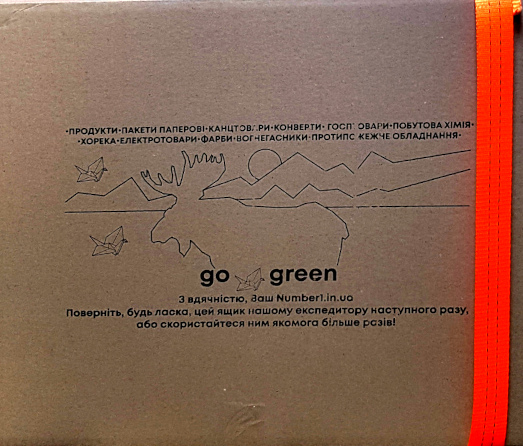 ·ПРОДУКТИ·ПАКЕТИ ПАПЕРОВІ·КАНЦТОВАРИ·КОНВЕРТИ· ГОСПТОВАРИ·ПОБУТОВА ХІМІЯ·
·ХОРЕКА·ЕЛЕКТРОТОВАРИ·ФАРБИ·ВОГНЕГАСНИКИ·ПРОТИПОЖЕЖНЕ ОБЛАДНАННЯ·
go green
З вдячністю, Ваш Number1.in.ua
Поверніть, будь ласка, цей ящик нашому експедитору наступного разу,
або скористайтеся ним якомога більше разів!